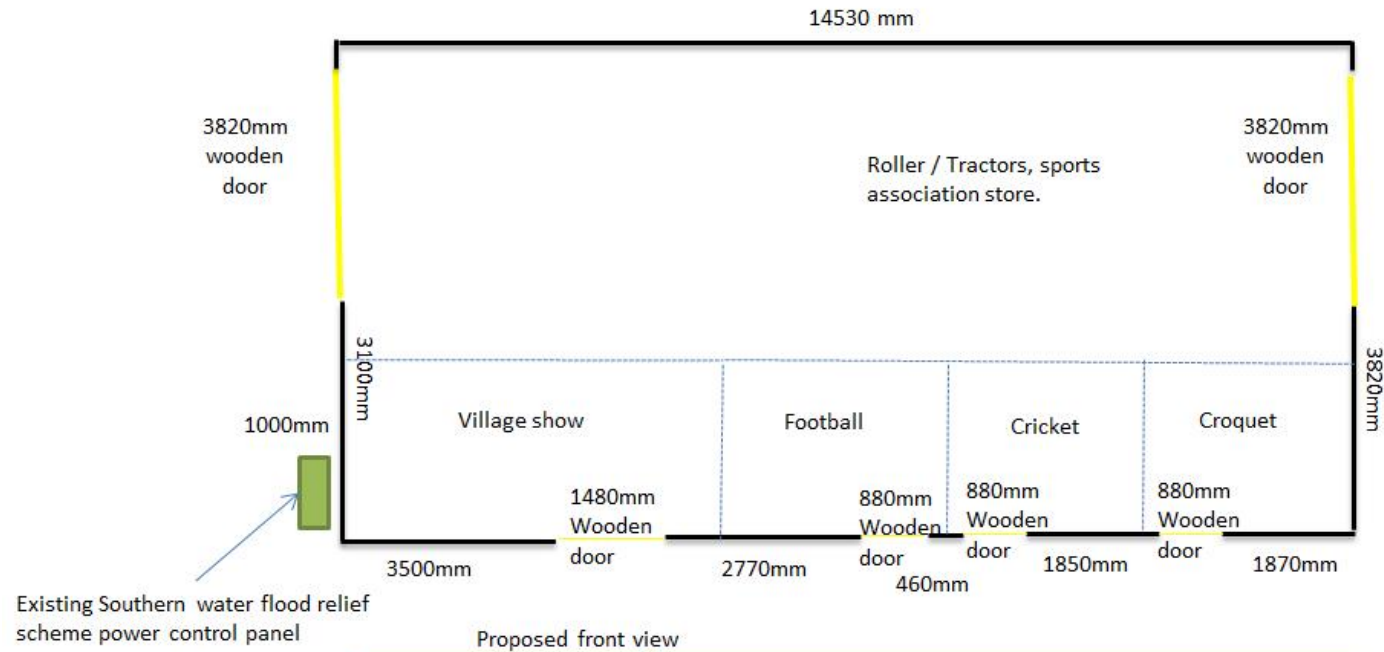 14530 mm
3820mm
wooden
door
3820mm
wooden
door
Roller / Tractors, sports
association store.
3100mm
3820mm
1000mm
Village show
Football
Cricket
Croquet
1480mm
Wooden
door
880mm
Wooden
door
880mm
Wooden
door
880mm
Wooden
door
3500mm
2770mm
460mm
1850mm
1870mm
Existing Southern water flood relief
scheme power control panel
Proposed front view